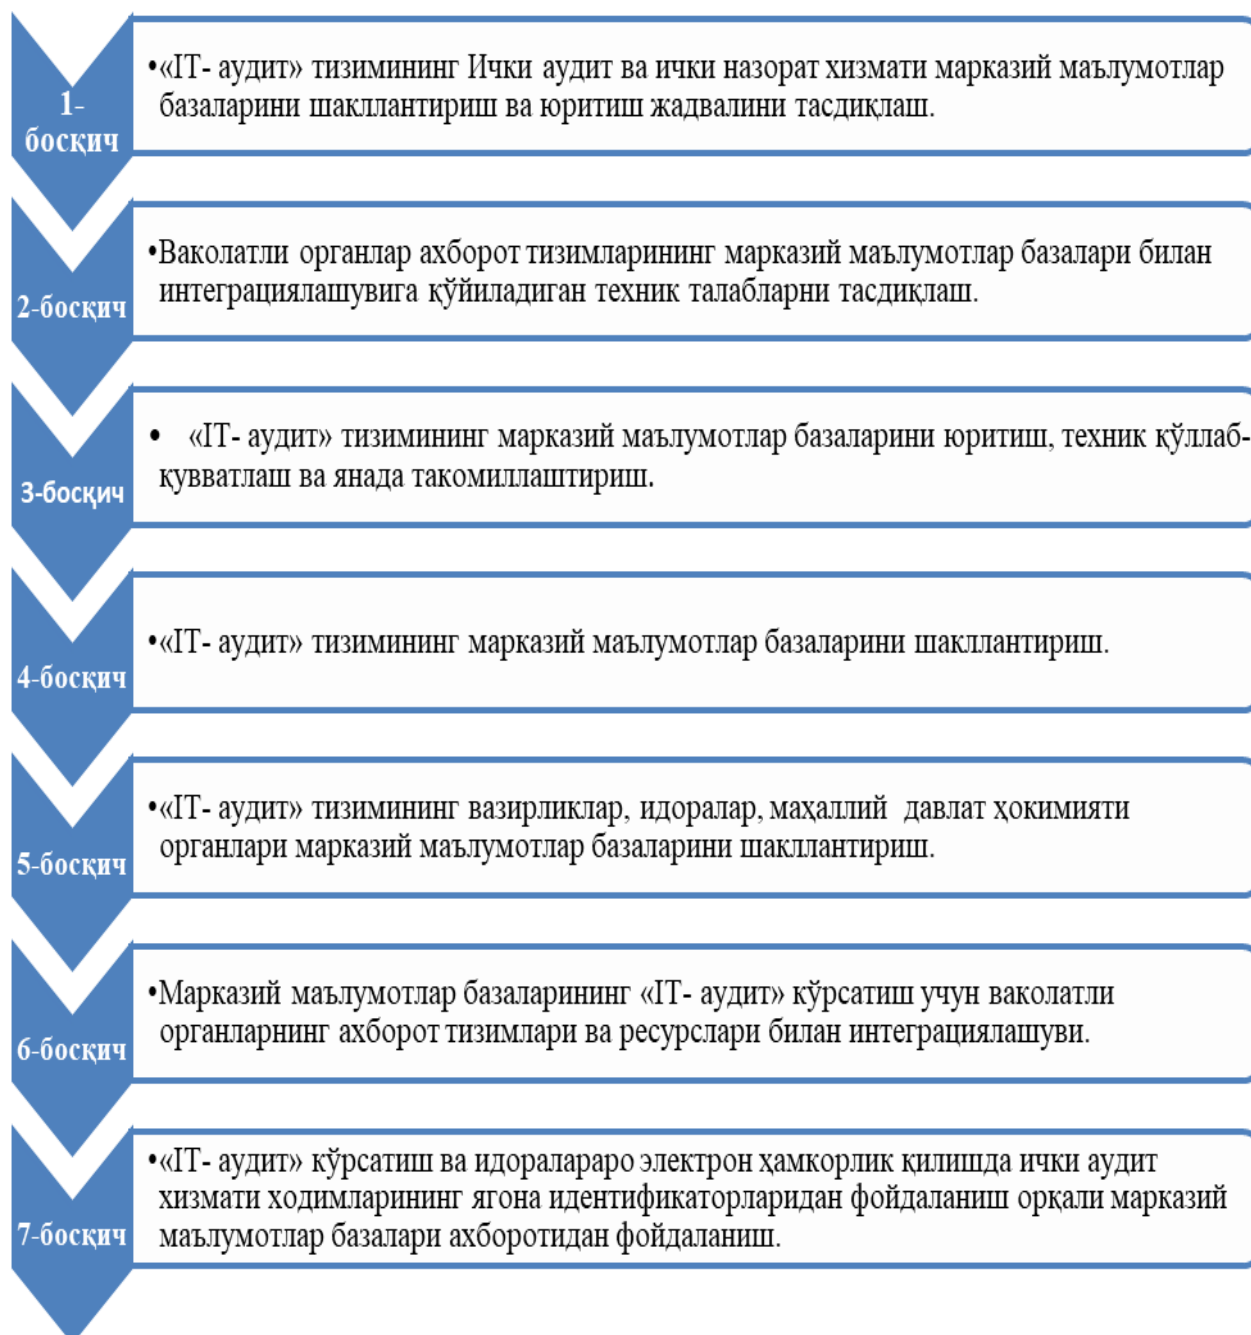 1-
босқич
•«IT- аудит» тизимининг Ички аудит ва ички назорат хизмати марказий маълумотлар
базаларини шакллантириш ва юритиш жадвалини тасдиқлаш.
2-босқич
•Ваколатли органлар ахборот тизимларининг марказий маълумотлар базалари билан
интеграциялашувига қўйиладиган техник талабларни тасдиқлаш.
3-босқич
• «IT- аудит» тизимининг марказий маълумотлар базаларини юритиш, техник қўллаб-
қувватлаш ва янада такомиллаштириш.
4-босқич
•«IT- аудит» тизимининг марказий маълумотлар базаларини шакллантириш.
5-босқич
•«IT- аудит» тизимининг вазирликлар, идоралар, маҳаллий давлат ҳокимияти
органлари марказий маълумотлар базаларини шакллантириш.
6-босқич
•Марказий маълумотлар базаларининг «IT- аудит» кўрсатиш учун ваколатли
органларнинг ахборот тизимлари ва ресурслари билан интеграциялашуви.
7-босқич
•«IT- аудит» кўрсатиш ва идоралараро электрон ҳамкорлик қилишда ички аудит
хизмати ходимларининг ягона идентификаторларидан фойдаланиш орқали марказий
маълумотлар базалари ахборотидан фойдаланиш.